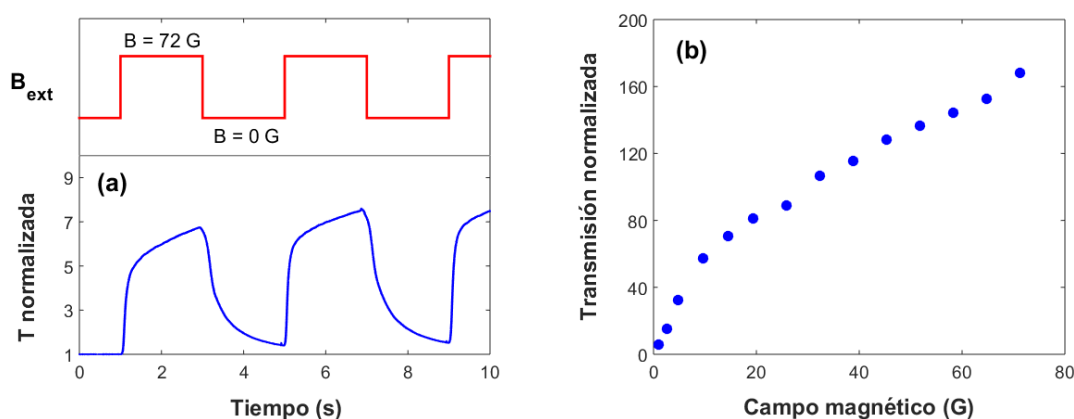 B = 72 G
B_ext
B = 0 G
(a)
T normalizada
9
7
5
3
1
0
2
4
6
8
10
Tiempo (s)
(b)
Transmisión normalizada
200
160
120
80
40
0
0
20
40
60
80
Campo magnético (G)